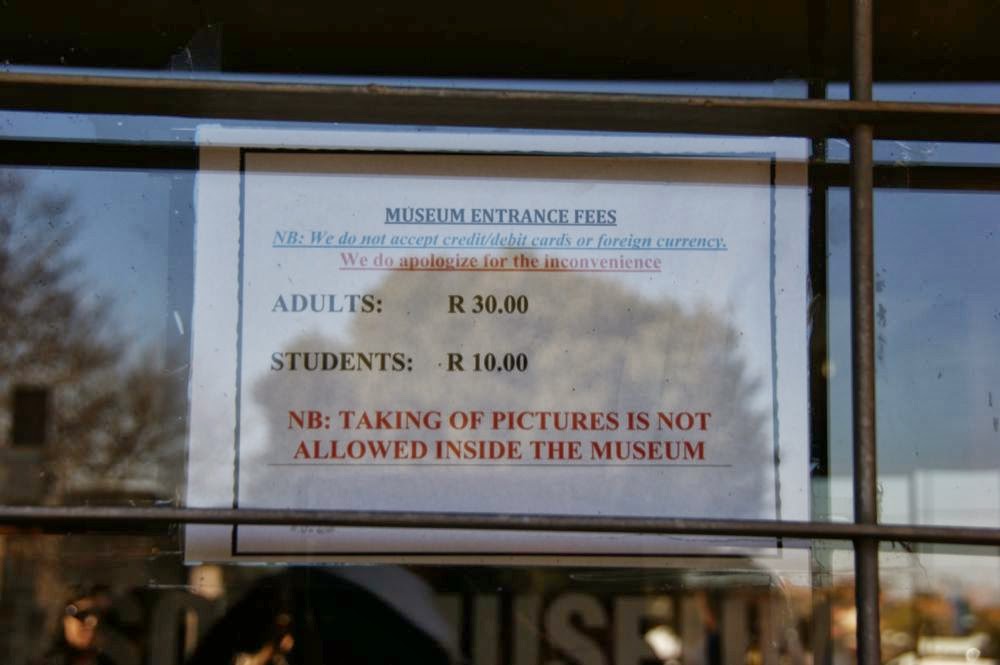 MUSEUM ENTRANCE FEES
NB: We do not accept credit/debit cards or foreign currency.
We do apologize for the inconvenience
ADULTS: R 30.00
STUDENTS: R 10.00
NB: TAKING OF PICTURES IS NOT
ALLOWED INSIDE THE MUSEUM